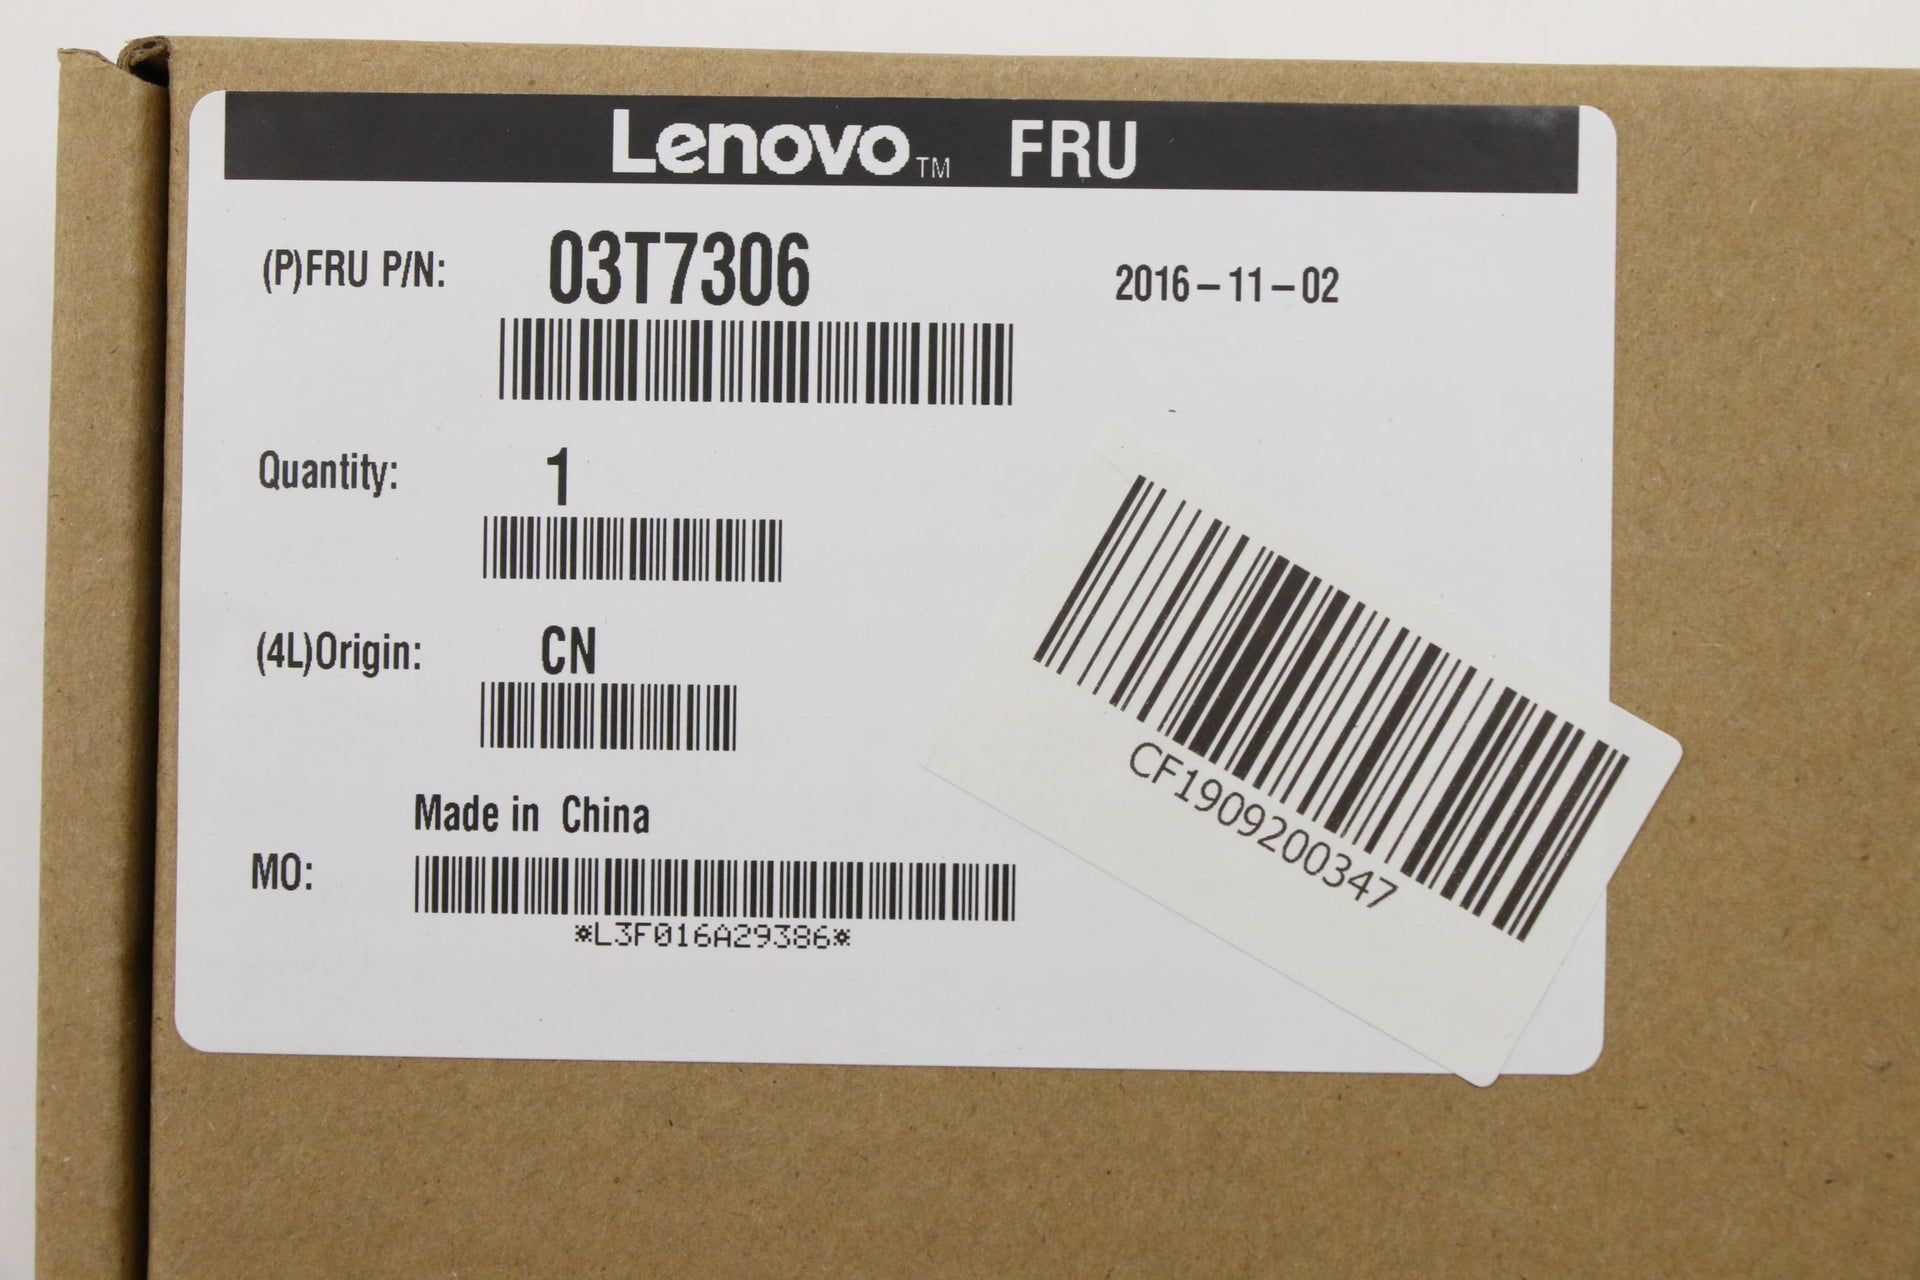 Lenovo™ FRU
(P)FRU P/N: 03T7306 2016-11-02
Quantity: 1
(4L)Origin: CN
Made in China
MO:
*L3F016A29386*
CF1909200347